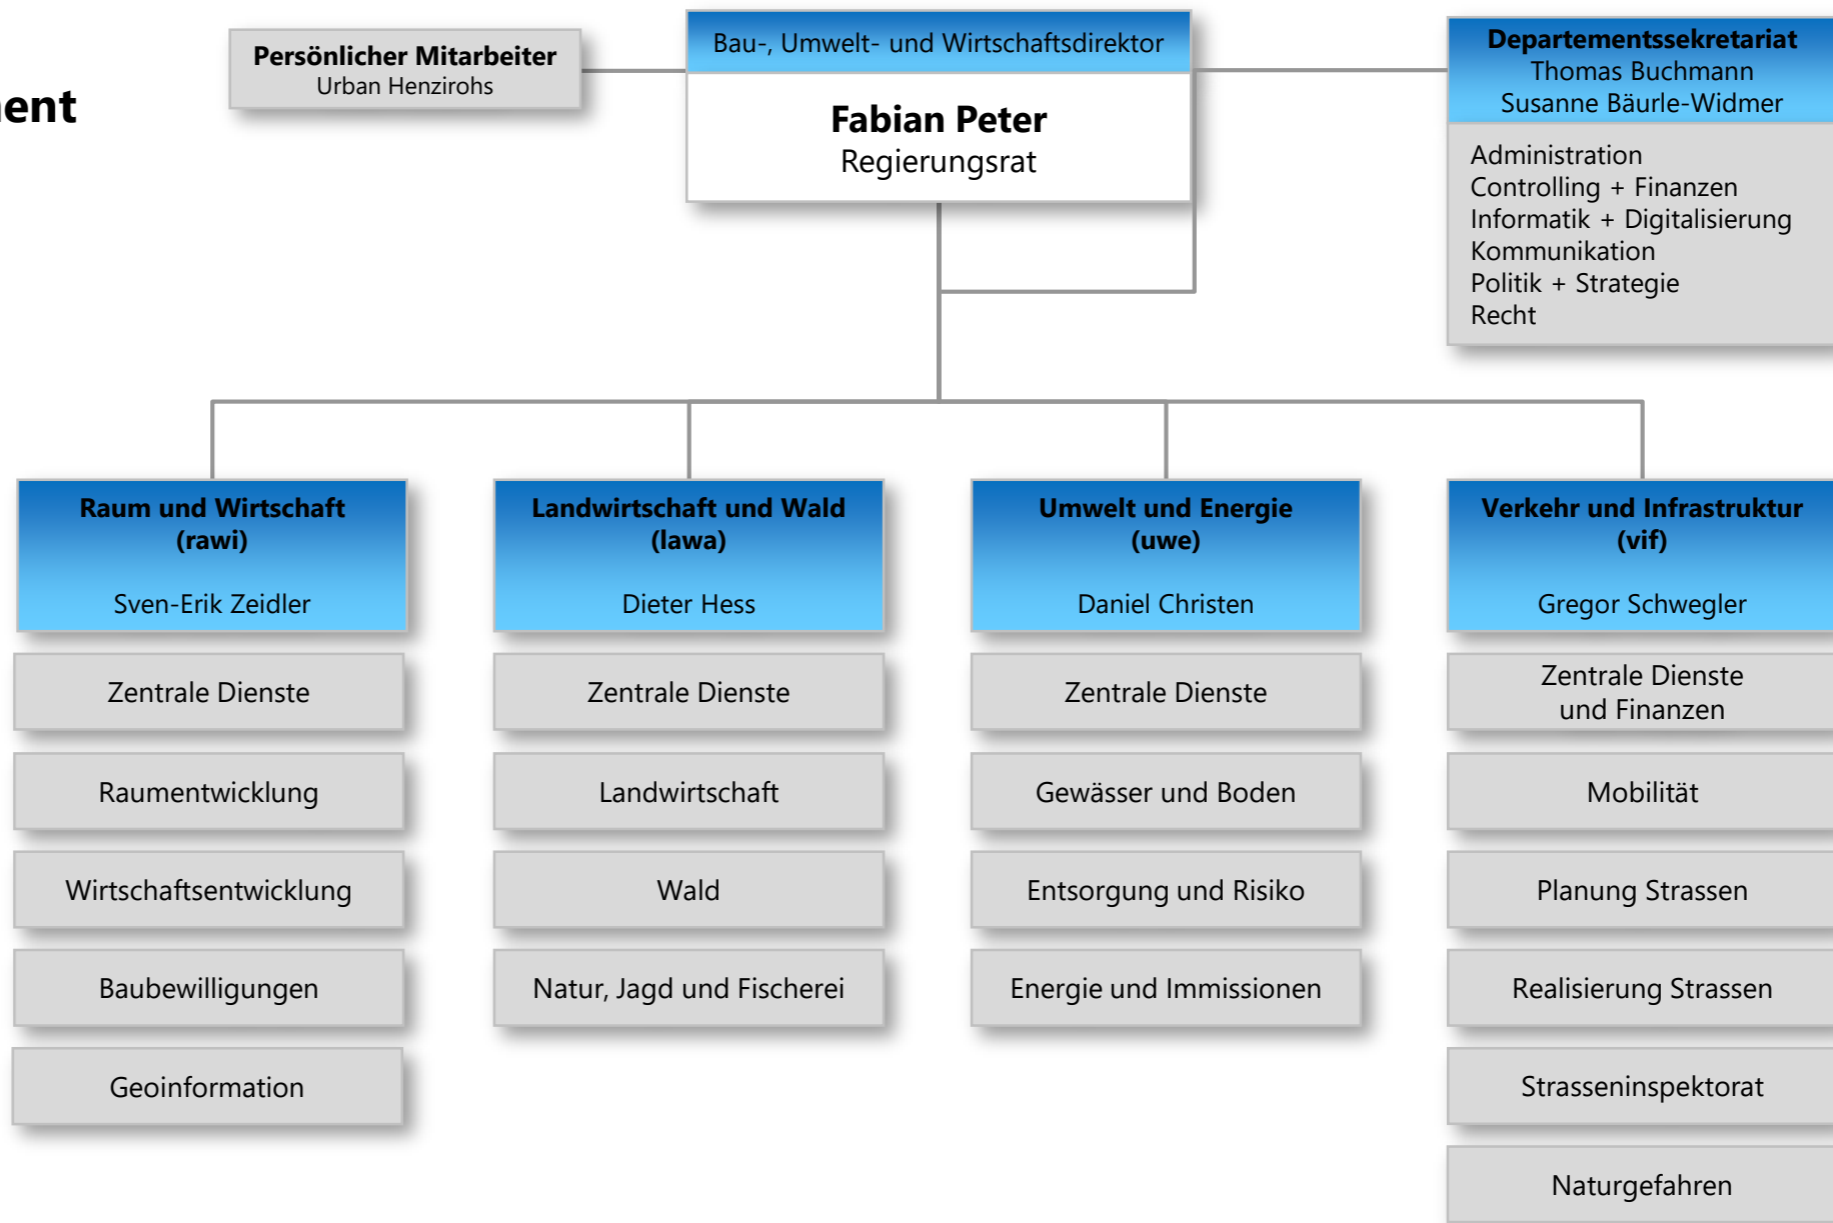 ment
Persönlicher Mitarbeiter
Urban Henzirohs
Bau-, Umwelt- und Wirtschaftsdirektor
Fabian Peter
Regierungsrat
Departementssekretariat
Thomas Buchmann
Susanne Bäurle-Widmer
Administration
Controlling + Finanzen
Informatik + Digitalisierung
Kommunikation
Politik + Strategie
Recht
Raum und Wirtschaft
(rawi)
Sven-Erik Zeidler
Zentrale Dienste
Raumentwicklung
Wirtschaftsentwicklung
Baubewilligungen
Geoinformation
Landwirtschaft und Wald
(lawa)
Dieter Hess
Zentrale Dienste
Landwirtschaft
Wald
Natur, Jagd und Fischerei
Umwelt und Energie
(uwe)
Daniel Christen
Zentrale Dienste
Gewässer und Boden
Entsorgung und Risiko
Energie und Immissionen
Verkehr und Infrastruktur
(vif)
Gregor Schwegler
Zentrale Dienste
und Finanzen
Mobilität
Planung Strassen
Realisierung Strassen
Strasseninspektorat
Naturgefahren